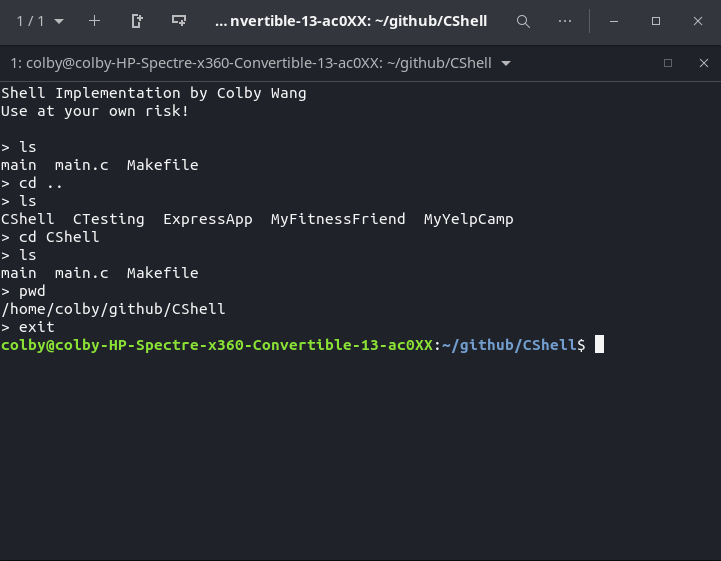 1 / 1
... nvertible-13-ac0XX: ~/github/CShell
1: colby@colby-HP-Spectre-x360-Convertible-13-ac0XX: ~/github/CShell
Shell Implementation by Colby Wang
Use at your own risk!
> ls
main  main.c  Makefile
> cd ..
> ls
CShell  CTesting  ExpressApp  MyFitnessFriend  MyYelpCamp
> cd CShell
> ls
main  main.c  Makefile
> pwd
/home/colby/github/CShell
> exit
colby@colby-HP-Spectre-x360-Convertible-13-ac0XX:~/github/CShell$